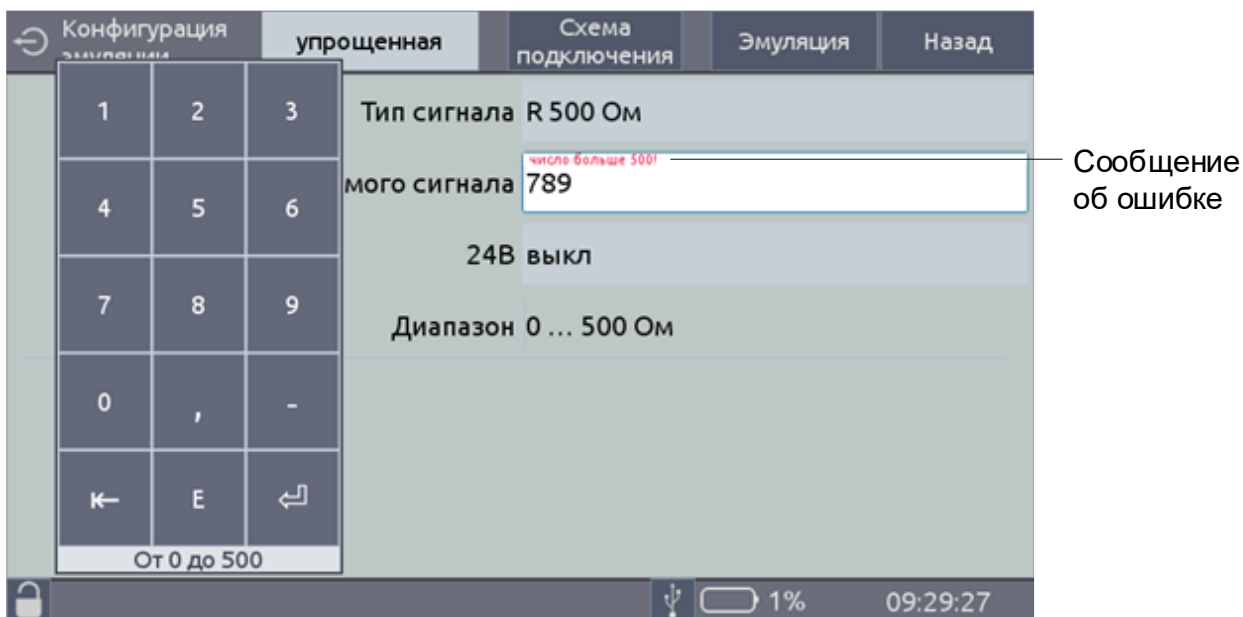 Конфигурация
эмуляции
упрощенная
Схема
подключения
Эмуляция
Назад
1 2 3
4 5 6
7 8 9
0 , -
E
От 0 до 500
Тип сигнала R 500 Ом
число больше 500!
мого сигнала 789
24В выкл
Диапазон 0 ... 500 Ом
Сообщение
об ошибке
1% 09:29:27